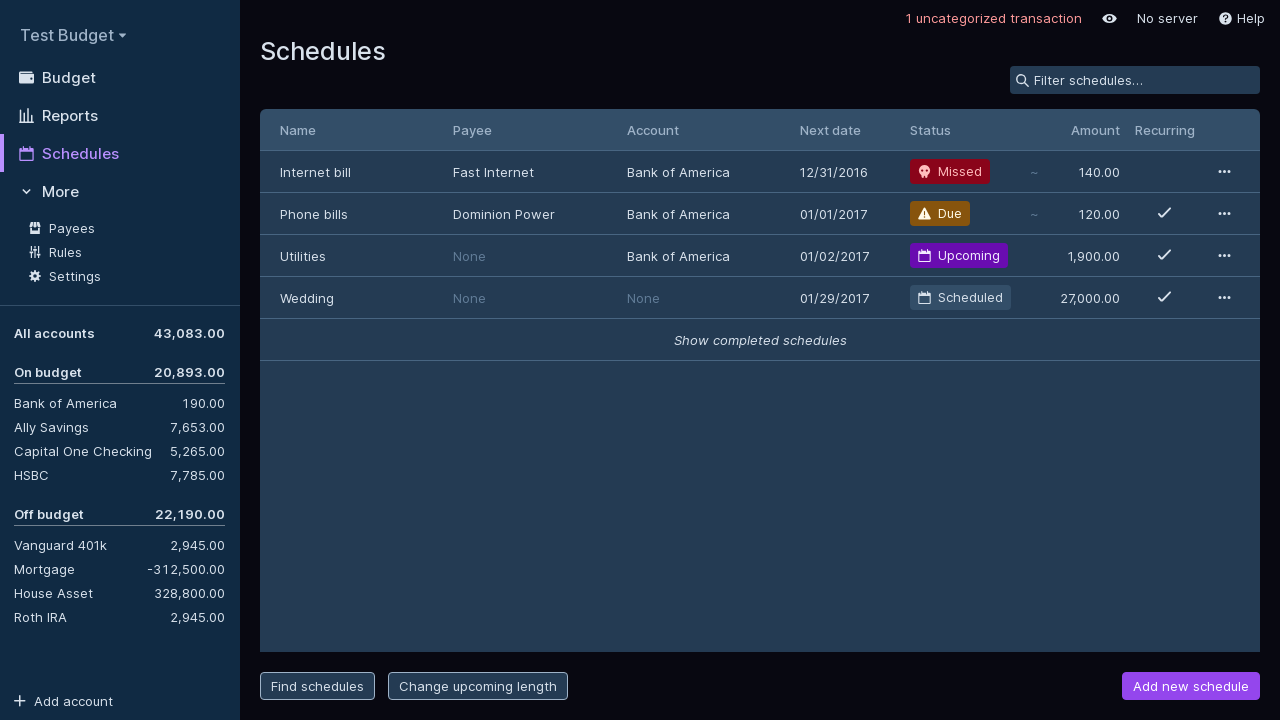 Test Budget
Budget
Reports
Schedules
More
Payees
Rules
Settings
All accounts 43,083.00
On budget 20,893.00
Bank of America 190.00
Ally Savings 7,653.00
Capital One Checking 5,265.00
HSBC 7,785.00
Off budget 22,190.00
Vanguard 401k 2,945.00
Mortgage -312,500.00
House Asset 328,800.00
Roth IRA 2,945.00
Add account
1 uncategorized transaction No server Help
Schedules
Filter schedules…
Name Payee Account Next date Status Amount Recurring
Internet bill Fast Internet Bank of America 12/31/2016 Missed ~ 140.00
Phone bills Dominion Power Bank of America 01/01/2017 Due ~ 120.00
Utilities None Bank of America 01/02/2017 Upcoming 1,900.00
Wedding None None 01/29/2017 Scheduled 27,000.00
Show completed schedules
Find schedules Change upcoming length Add new schedule